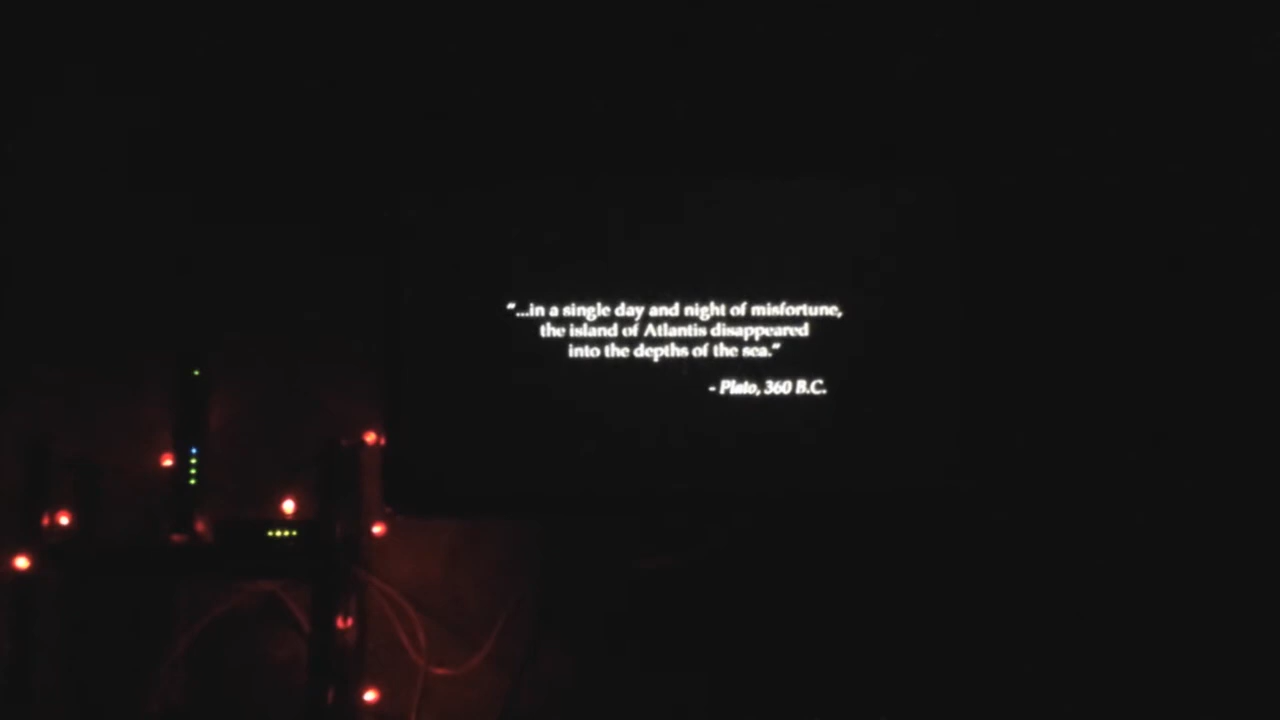 “...in a single day and night of misfortune,
the island of Atlantis disappeared
into the depths of the sea.”
- Plato, 360 B.C.